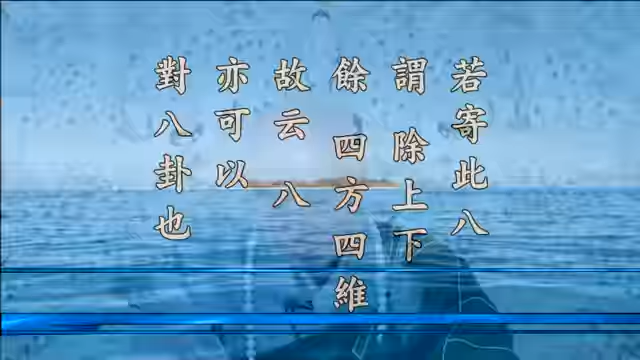 若寄此八
謂 除上下
餘 四方四維
故云 八
亦可以
對八卦也